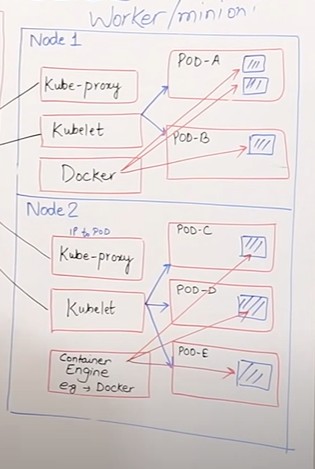 Worker/minion:
Node 1
POD-A
Kube-proxy
Kubelet
POD-B
Docker
Node 2
IP to POD
POD-C
Kube-proxy
POD-D
Kubelet
POD-E
Container
Engine
eg → Docker